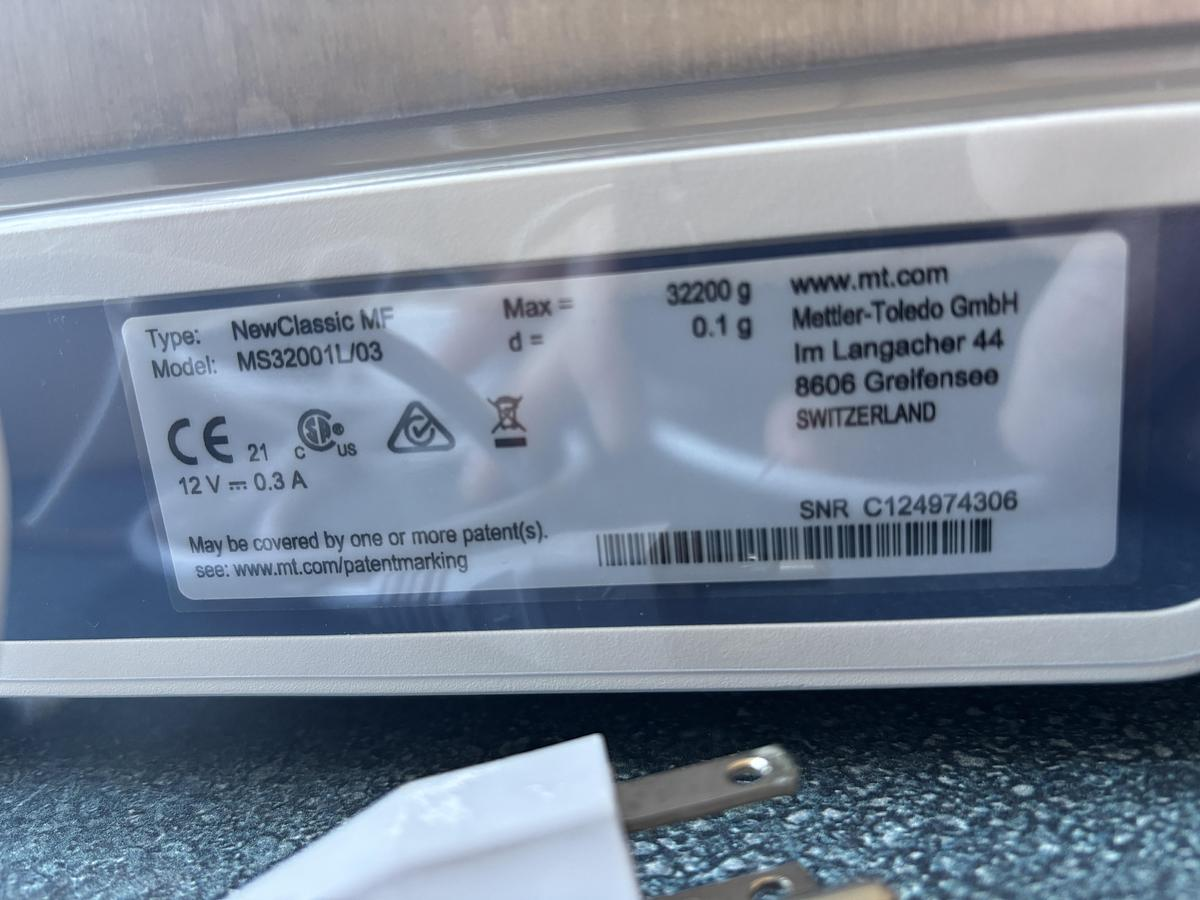 Type: NewClassic MF
Model: MS32001L/03
Max = 32200 g
d = 0.1 g
www.mt.com
Mettler-Toledo GmbH
Im Langacher 44
8606 Greifensee
SWITZERLAND
CE 21 C SA® US
12 V ⎓ 0.3 A
May be covered by one or more patent(s).
see: www.mt.com/patentmarking
SNR C124974306